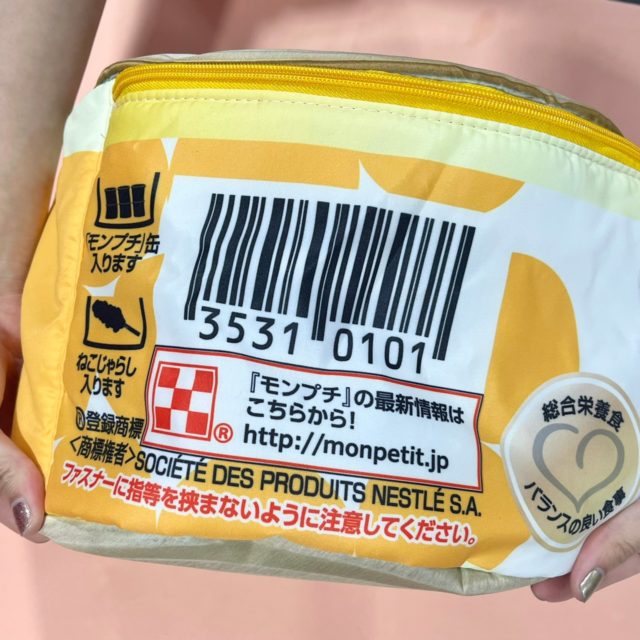 『モンプチ』缶
入ります
ねこじゃらし
入ります
3531 0101
『モンプチ』の最新情報は
こちらから!
http://monpetit.jp
®
®登録商標
<商標権者>SOCIÉTÉ DES PRODUITS NESTLÉ S.A.
ファスナーに指等を挟まないように注意してください。
総合栄養食
バランスの良い食事